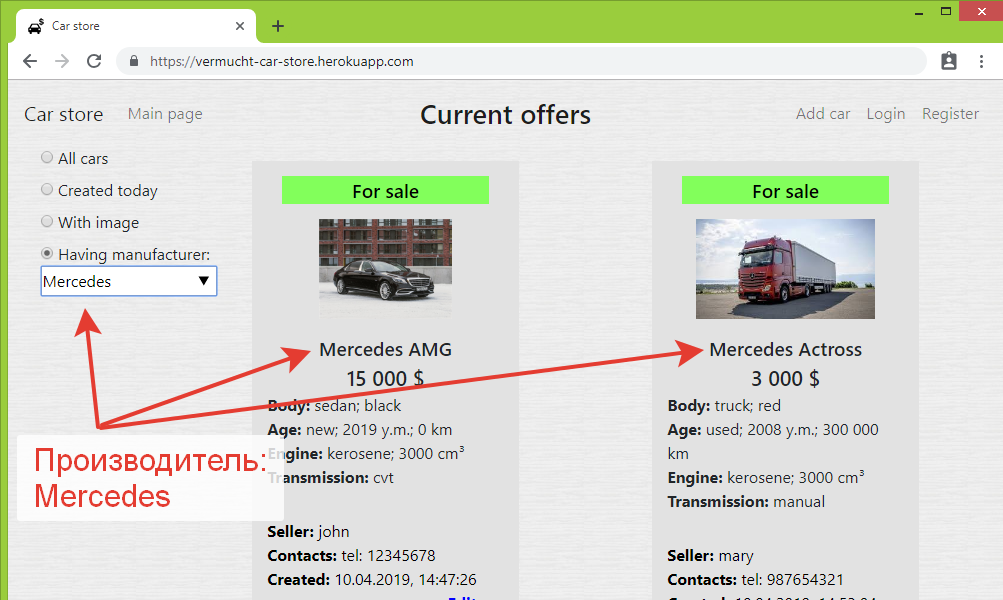 Car store
https://vermucht-car-store.herokuapp.com
Car store
Main page
Current offers
Add car
Login
Register
All cars
Created today
With image
Having manufacturer:
Mercedes
For sale
Mercedes AMG
15 000 $
Body: sedan; black
Age: new; 2019 y.m.; 0 km
Engine: kerosene; 3000 cm³
Transmission: cvt
Seller: john
Contacts: tel: 12345678
Created: 10.04.2019, 14:47:26
Edit
For sale
Mercedes Actross
3 000 $
Body: truck; red
Age: used; 2008 y.m.; 300 000
km
Engine: kerosene; 3000 cm³
Transmission: manual
Seller: mary
Contacts: tel: 987654321
Производитель:
Mercedes